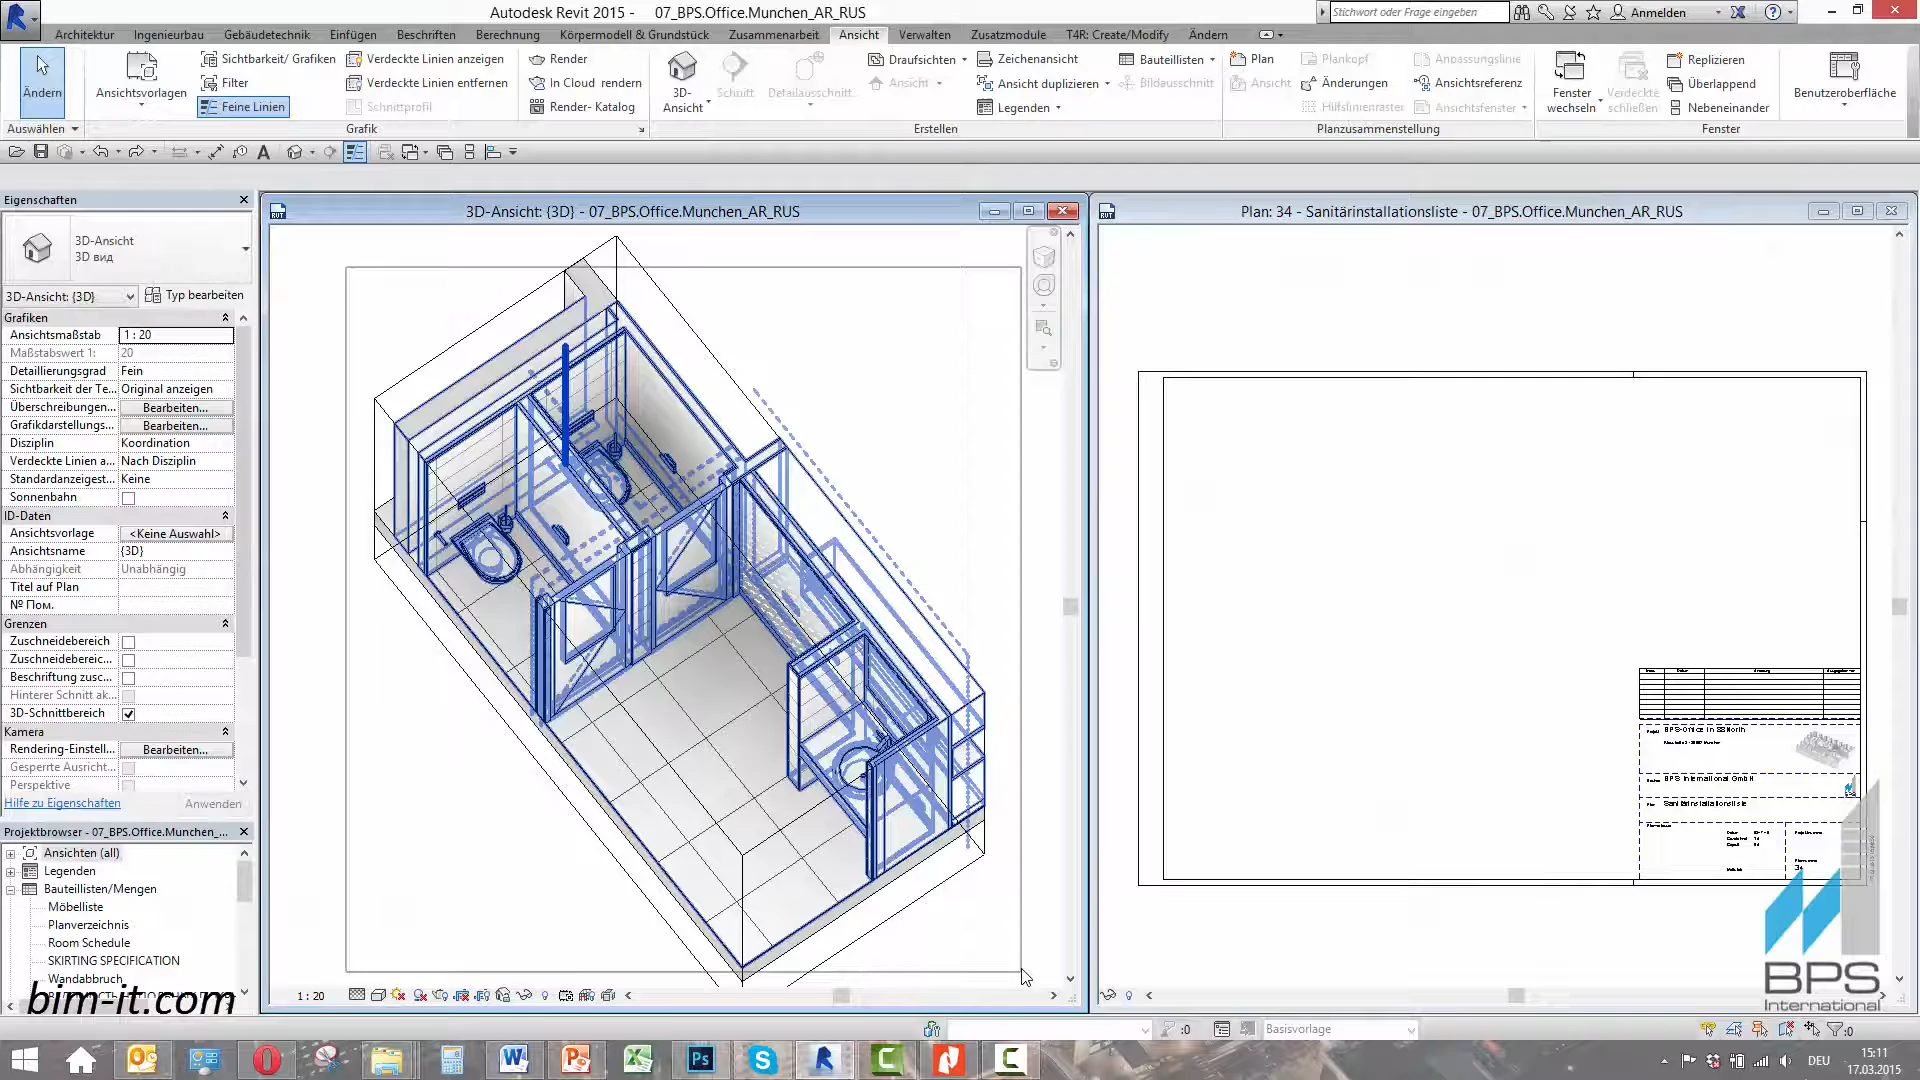 Autodesk Revit 2015 - 07_BPS.Office.Munchen_AR_RUS
Stichwort oder Frage eingeben
Anmelden
Architektur Ingenieurbau Gebäudetechnik Einfügen Beschriften Berechnung Körpermodell & Grundstück Zusammenarbeit Ansicht Verwalten Zusatzmodule T4R: Create/Modify Ändern
Ändern
Ansichtsvorlagen
Sichtbarkeit/ Grafiken
Filter
Feine Linien
Verdeckte Linien anzeigen
Verdeckte Linien entfernen
Schnittprofil
Render
In Cloud rendern
Render- Katalog
3D-
Ansicht
Schnitt
Detailausschnitt
Draufsichten
Ansicht
Zeichenansicht
Ansicht duplizieren
Legenden
Bauteillisten
Bildausschnitt
Plan
Ansicht
Plankopf
Änderungen
Hilfslinienraster
Anpassungslinie
Ansichtsreferenz
Ansichtsfenster
Fenster
wechseln
Verdeckte
schließen
Replizieren
Überlappend
Nebeneinander
Benutzeroberfläche
Auswählen Grafik Erstellen Planzusammenstellung Fenster
Eigenschaften
3D-Ansicht
3D вид
3D-Ansicht: {3D} Typ bearbeiten
Grafiken
Ansichtsmaßstab 1 : 20
Maßstabswert 1: 20
Detaillierungsgrad Fein
Sichtbarkeit der Te... Original anzeigen
Überschreibungen... Bearbeiten...
Grafikdarstellungs... Bearbeiten...
Disziplin Koordination
Verdeckte Linien a... Nach Disziplin
Standardanzeigest... Keine
Sonnenbahn
ID-Daten
Ansichtsvorlage <Keine Auswahl>
Ansichtsname {3D}
Abhängigkeit Unabhängig
Titel auf Plan
№ Пом.
Grenzen
Zuschneidebereich
Zuschneidebereic...
Beschriftung zusc...
Hinterer Schnitt ak...
3D-Schnittbereich
Kamera
Rendering-Einstell... Bearbeiten...
Gesperrte Ausricht...
Perspektive
Hilfe zu Eigenschaften Anwenden
Projektbrowser - 07_BPS.Office.Munchen_...
Ansichten (all)
Legenden
Bauteillisten/Mengen
Möbelliste
Planverzeichnis
Room Schedule
SKIRTING SPECIFICATION
Wandabbruch
bim-it.com
3D-Ansicht: {3D} - 07_BPS.Office.Munchen_AR_RUS
1 : 20
Plan: 34 - Sanitärinstallationsliste - 07_BPS.Office.Munchen_AR_RUS
BPS International GmbH
Sanitärinstallationsliste
34
BPS
International
:0
Basisvorlage
:0
DEU
15:11
17.03.2015